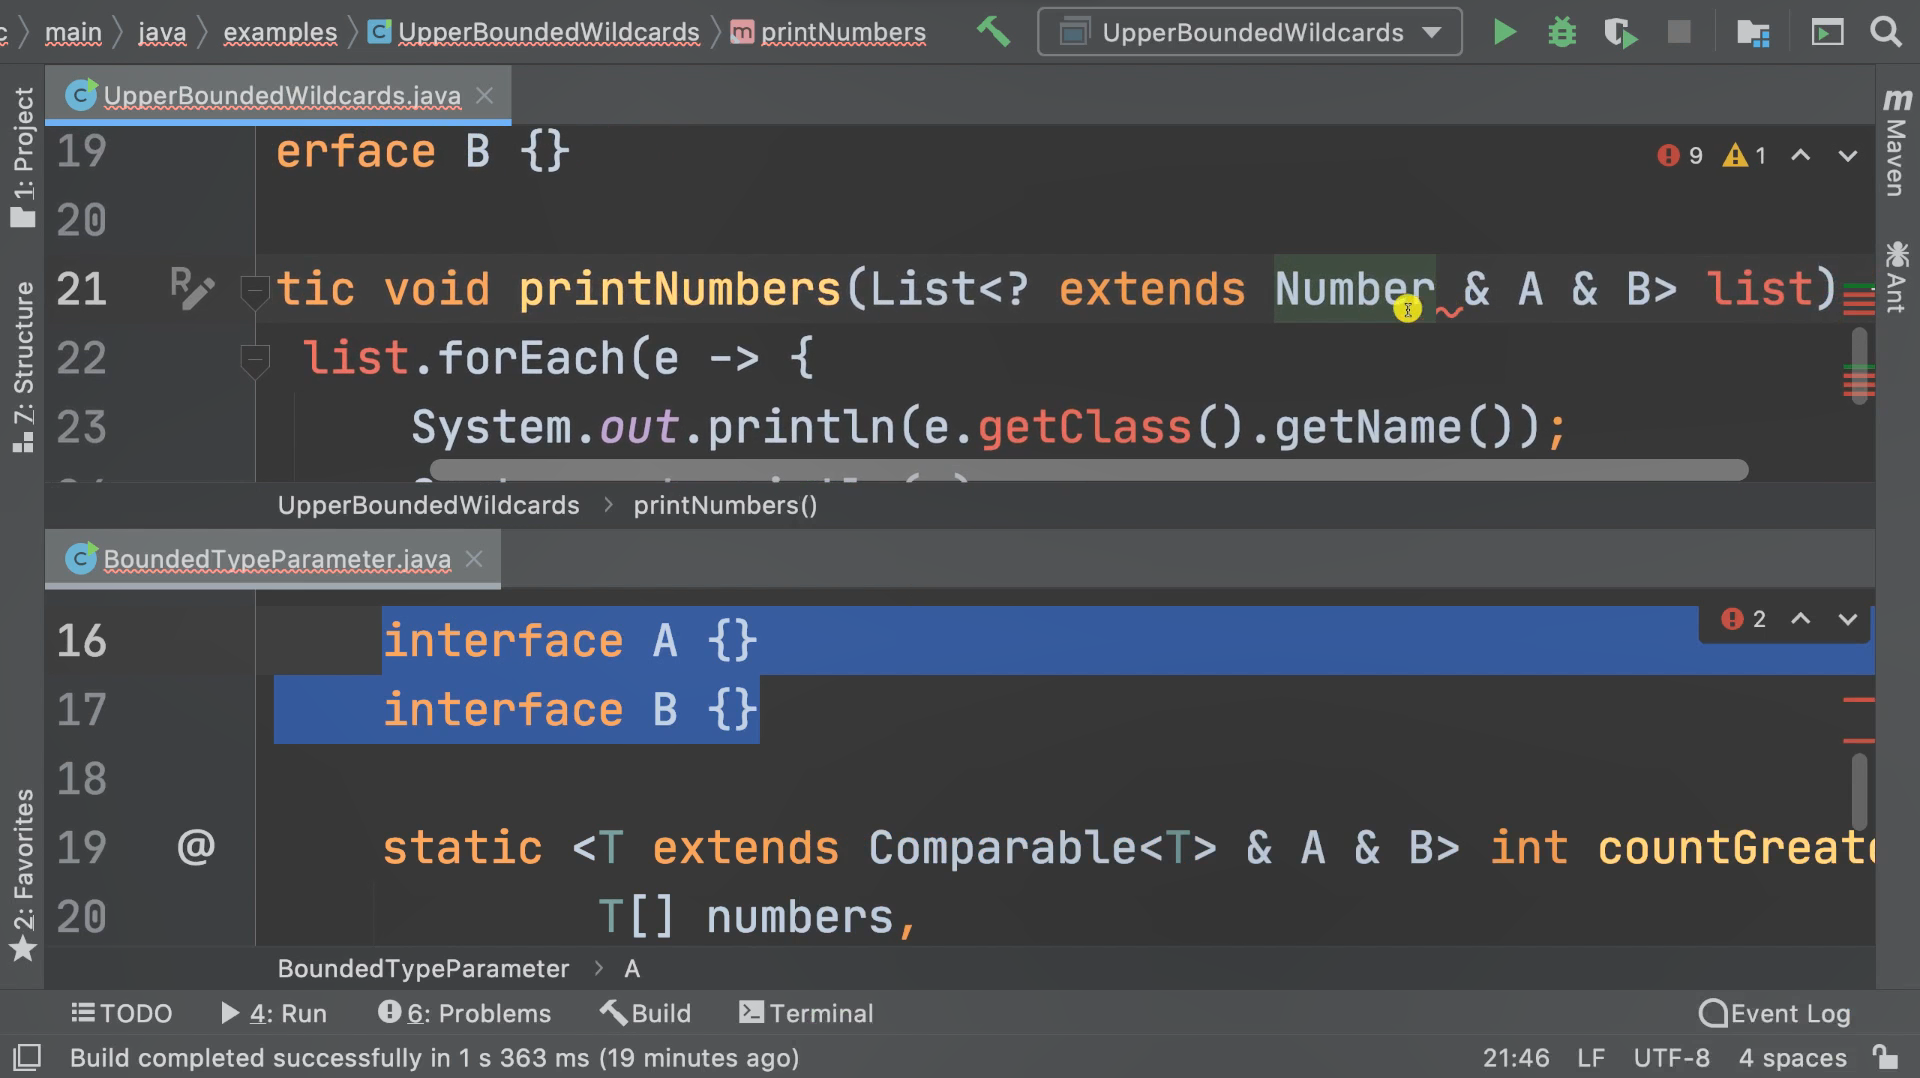 c main java examples UpperBoundedWildcards printNumbers UpperBoundedWildcards
UpperBoundedWildcards.java
1: Project
Z: Structure
2: Favorites
Maven
Ant
19 erface B {}
9 1
20
21 tic void printNumbers(List<? extends Number & A & B> list)
22 list.forEach(e -> {
23 System.out.println(e.getClass().getName());
UpperBoundedWildcards > printNumbers()
BoundedTypeParameter.java
16 interface A {}
2
17 interface B {}
18
19 @ static <T extends Comparable<T> & A & B> int countGreate
20 T[] numbers,
BoundedTypeParameter > A
TODO 4: Run 6: Problems Build Terminal Event Log
Build completed successfully in 1 s 363 ms (19 minutes ago) 21:46 LF UTF-8 4 spaces